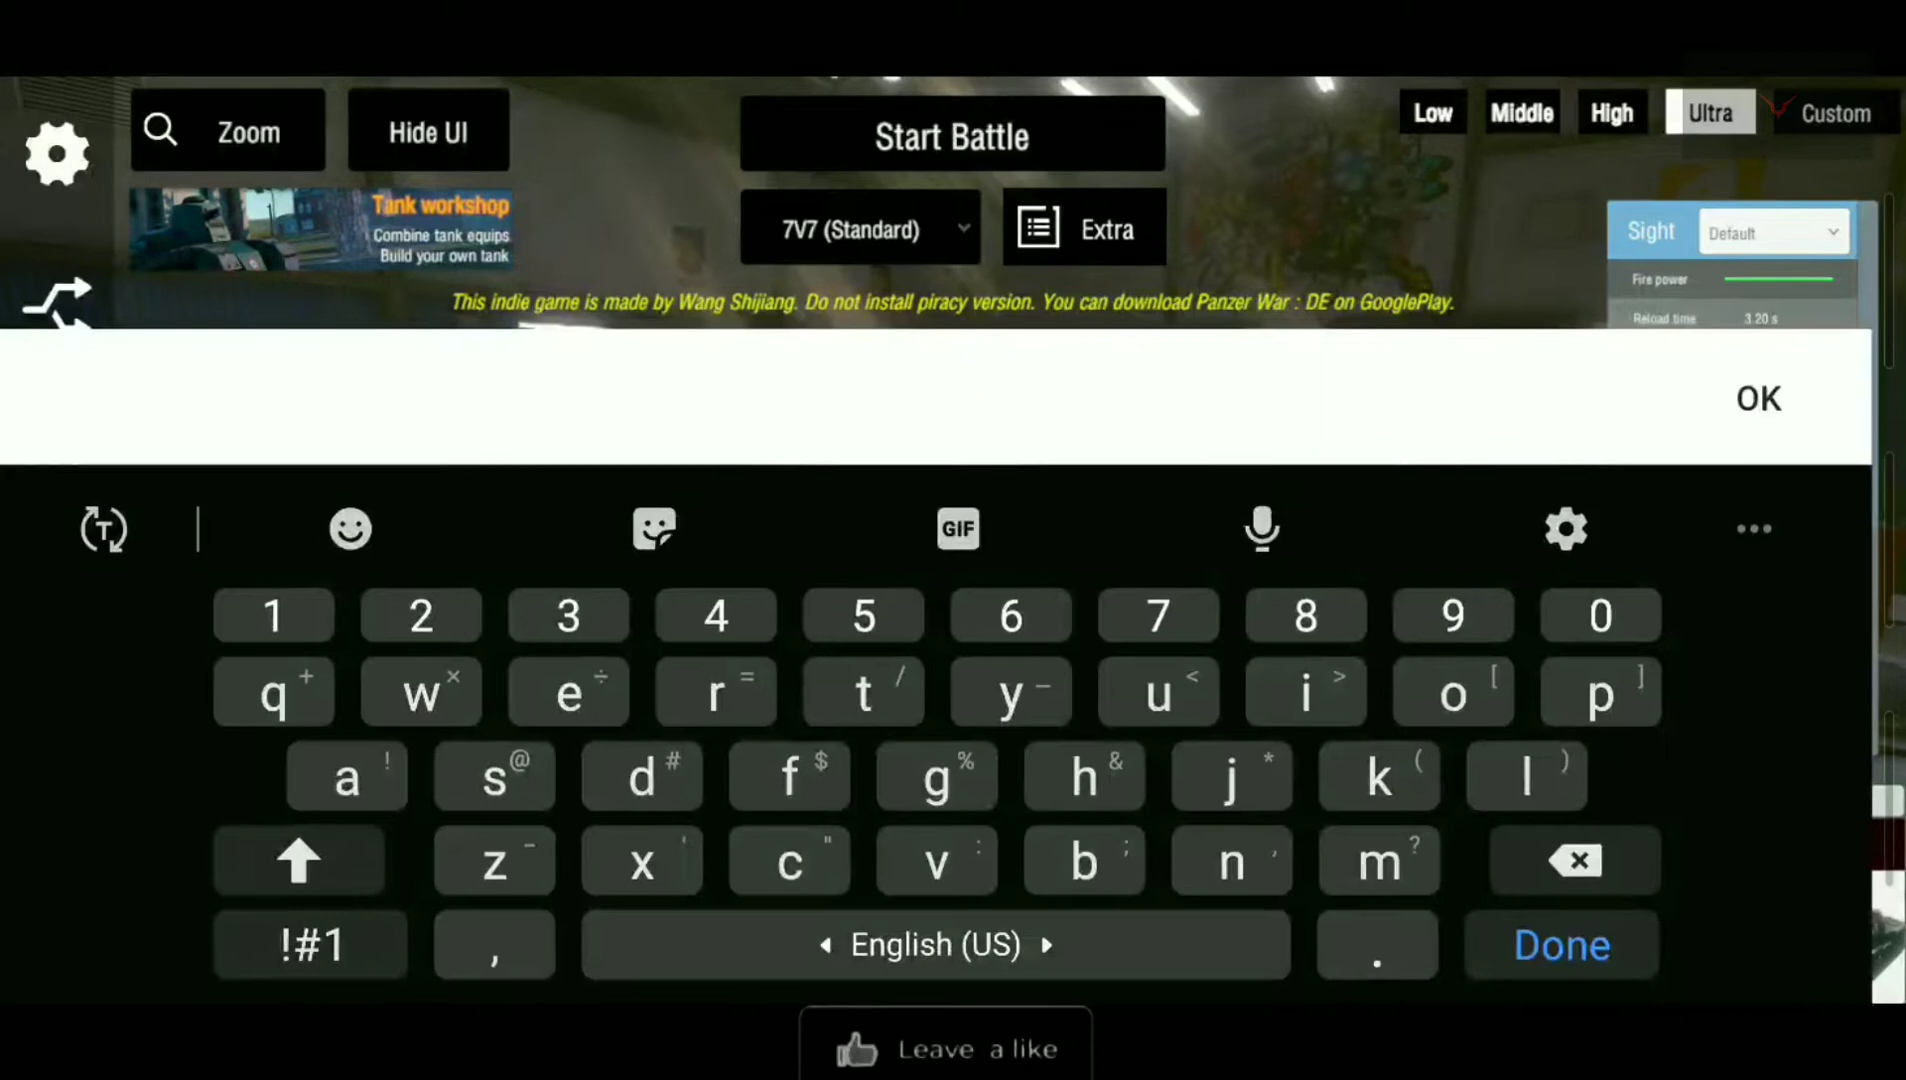 Zoom
Hide UI
Start Battle
Low Middle High Ultra Custom
Tank workshop
Combine tank equips
Build your own tank
7V7 (Standard)
Extra
Sight Default
Fire power
Reload time 3.20 s
This indie game is made by Wang Shijiang. Do not install piracy version. You can download Panzer War : DE on GooglePlay.
OK
T
GIF
1 2 3 4 5 6 7 8 9 0
q + w × e ÷ r = t / y _ u < i > o [ p ]
a ! s @ d # f $ g % h & j * k ( l )
z - x ' c " v : b ; n , m ?
!#1 , English (US) . Done
Leave a like